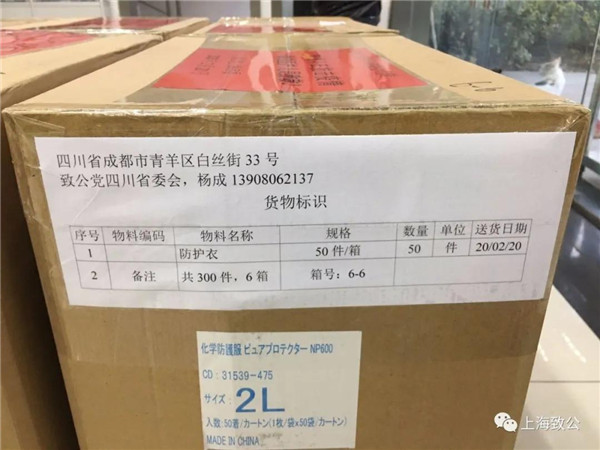 四川省成都市青羊区白丝街 33 号
致公党四川省委会，杨成 13908062137
货物标识
序号 物料编码 物料名称 规格 数量 单位 送货日期
1 防护衣 50 件/箱 50 件 20/02/20
2 备注 共 300 件，6 箱 箱号：6-6
化学防護服 ピュアプロテクター NP600
CD：31539-475
サイズ：2L
入数：50着/カートン(1枚/袋x50袋/カートン)
MADE IN CHINA
上海致公